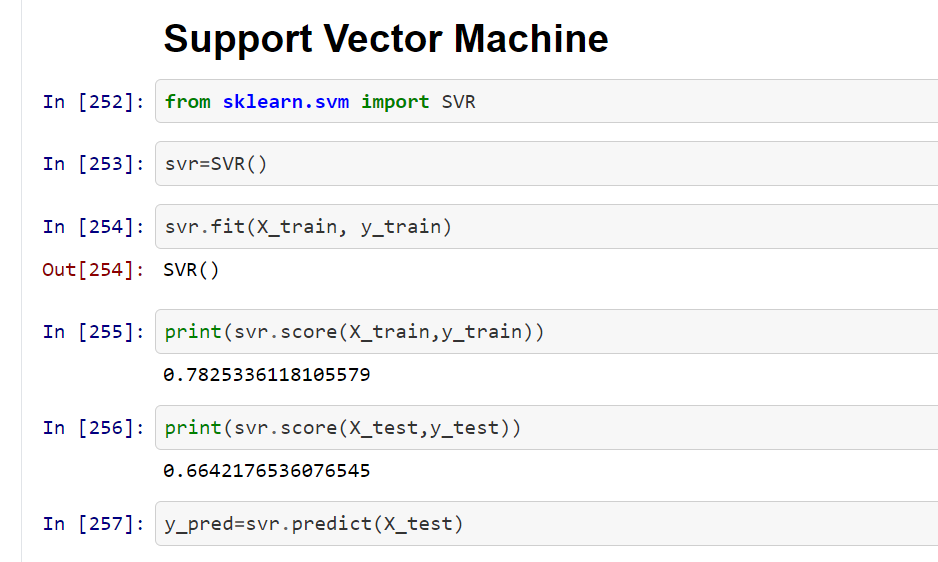 Support Vector Machine
In [252]: from sklearn.svm import SVR
In [253]: svr=SVR()
In [254]: svr.fit(X_train, y_train)
Out[254]: SVR()
In [255]: print(svr.score(X_train,y_train))
0.7825336118105579
In [256]: print(svr.score(X_test,y_test))
0.6642176536076545
In [257]: y_pred=svr.predict(X_test)